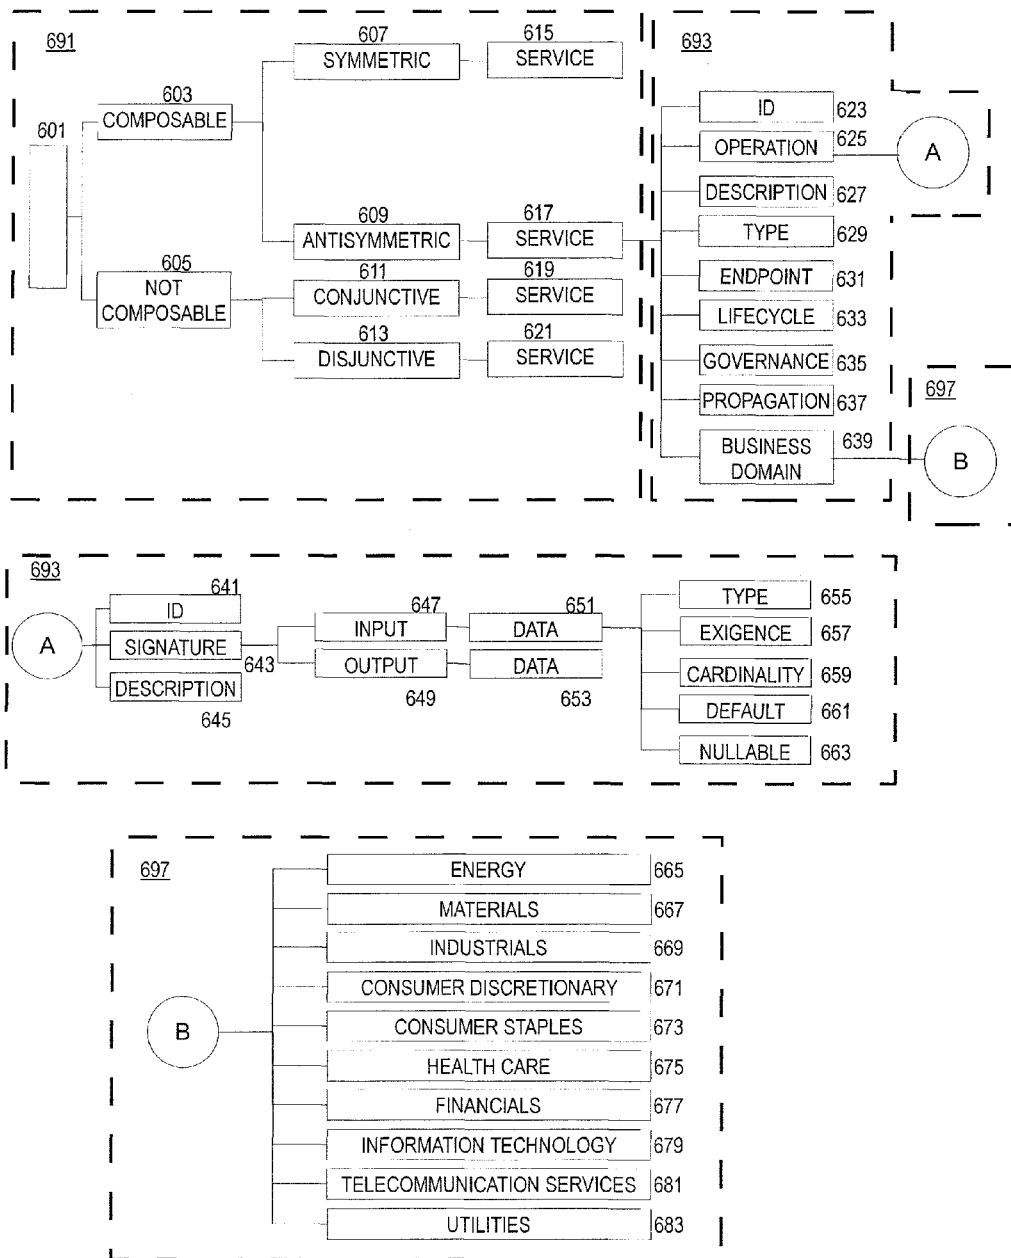 691
601
603
COMPOSABLE
605
NOT
COMPOSABLE
607
SYMMETRIC
609
ANTISYMMETRIC
611
CONJUNCTIVE
613
DISJUNCTIVE
615
SERVICE
617
SERVICE
619
SERVICE
621
SERVICE
693
ID 623
OPERATION 625
A
DESCRIPTION 627
TYPE 629
ENDPOINT 631
LIFECYCLE 633
GOVERNANCE 635
PROPAGATION 637
BUSINESS
DOMAIN
639
697
B
693
A
641
ID
SIGNATURE
643
DESCRIPTION
645
647
INPUT
OUTPUT
649
651
DATA
DATA
653
TYPE 655
EXIGENCE 657
CARDINALITY 659
DEFAULT 661
NULLABLE 663
697
B
ENERGY 665
MATERIALS 667
INDUSTRIALS 669
CONSUMER DISCRETIONARY 671
CONSUMER STAPLES 673
HEALTH CARE 675
FINANCIALS 677
INFORMATION TECHNOLOGY 679
TELECOMMUNICATION SERVICES 681
UTILITIES 683